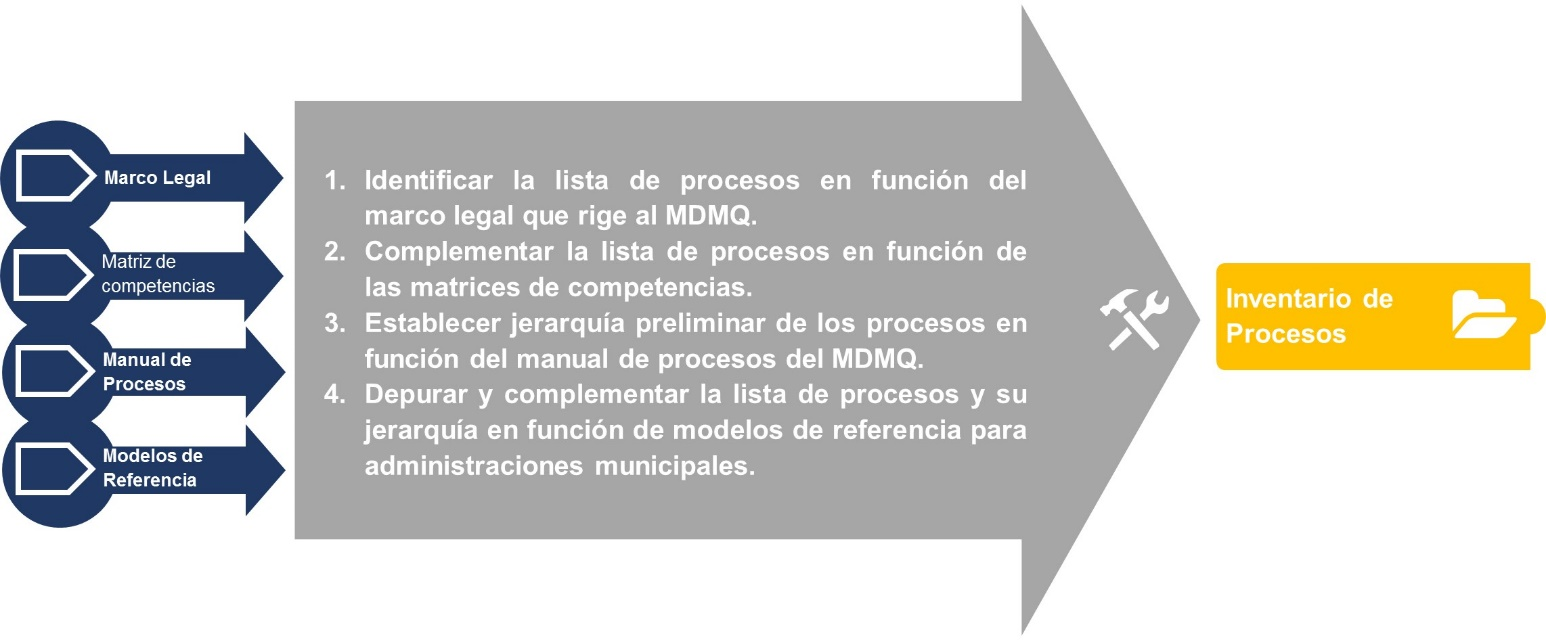 Marco Legal
Matriz de
competencias
Manual de
Procesos
Modelos de
Referencia
1. Identificar la lista de procesos en función del
marco legal que rige al MDMQ.
2. Complementar la lista de procesos en función de
las matrices de competencias.
3. Establecer jerarquía preliminar de los procesos en
función del manual de procesos del MDMQ.
4. Depurar y complementar la lista de procesos y su
jerarquía en función de modelos de referencia para
administraciones municipales.
Inventario de
Procesos